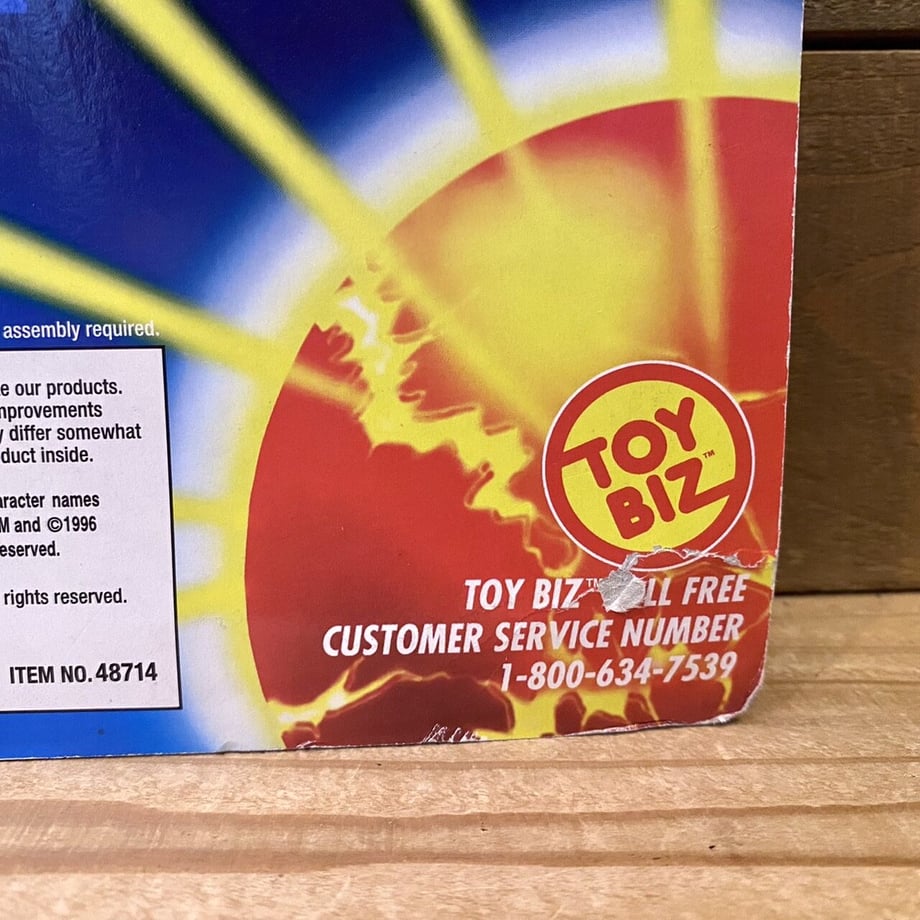 assembly required.
e our products.
nprovements
y differ somewhat
duct inside.
aracter names
M and ©1996
eserved.
rights reserved.
ITEM NO. 48714
TOY
BIZ™
TOY BIZ™ LL FREE
CUSTOMER SERVICE NUMBER
1-800-634-7539